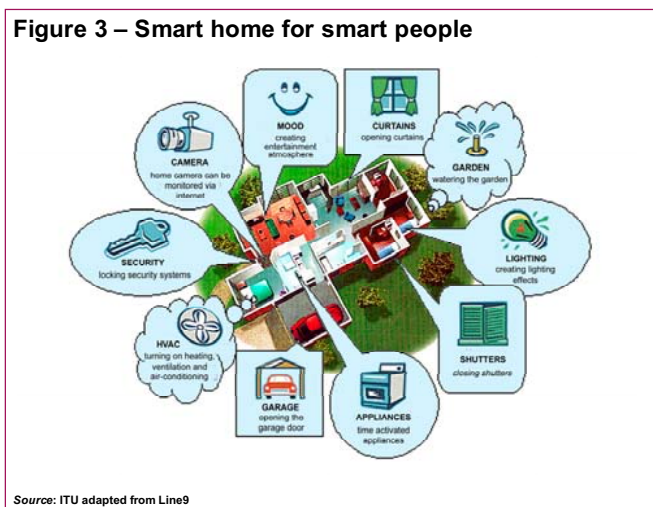 Figure 3 – Smart home for smart people
MOOD
creating
entertainment
atmosphere
CURTAINS
opening curtains
CAMERA
home camera can be
monitored via
internet
GARDEN
watering the garden
SECURITY
locking security systems
LIGHTING
creating lighting
effects
HVAC
turning on heating,
ventilation and
air-conditioning
SHUTTERS
closing shutters
GARAGE
opening the
garage door
APPLIANCES
time activated
appliances
Source: ITU adapted from Line9